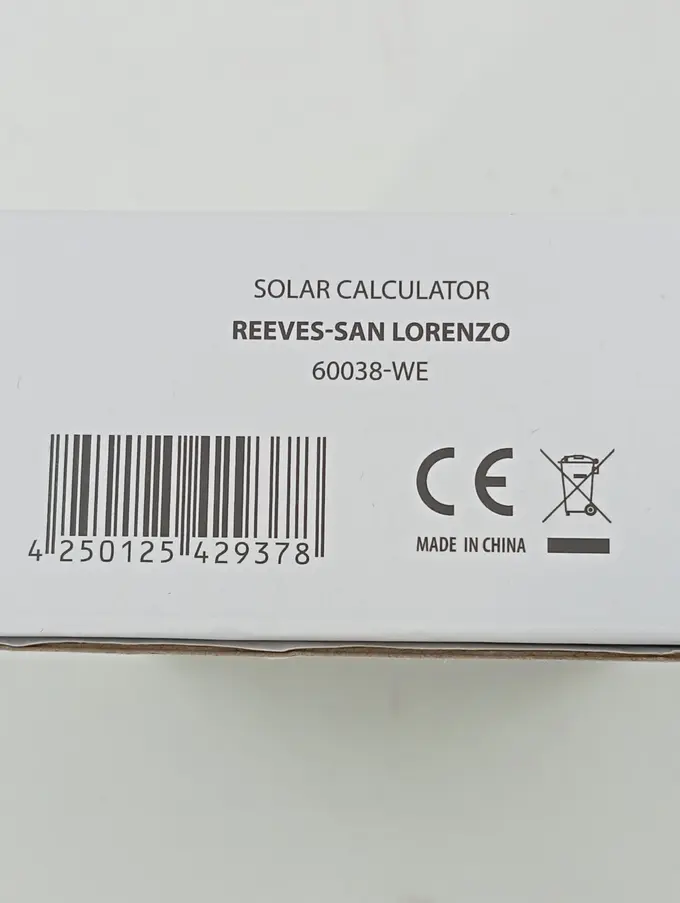 SOLAR CALCULATOR
REEVES-SAN LORENZO
60038-WE
4 250125 429378
CE
MADE IN CHINA